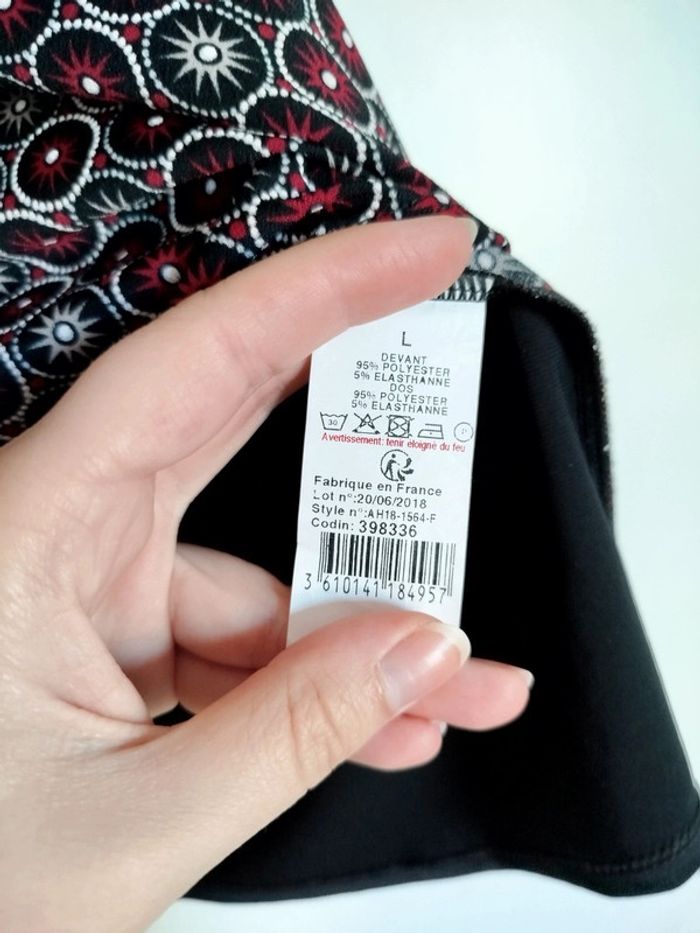 L
DEVANT
95% POLYESTER
5% ELASTHANNE
DOS
95% POLYESTER
5% ELASTHANNE
30 P
Avertissement: tenir eloigné du feu
Fabrique en France
Lot n°:20/06/2018
Style n°:AH18-1564-F
Codin: 398336
3 610141 184957